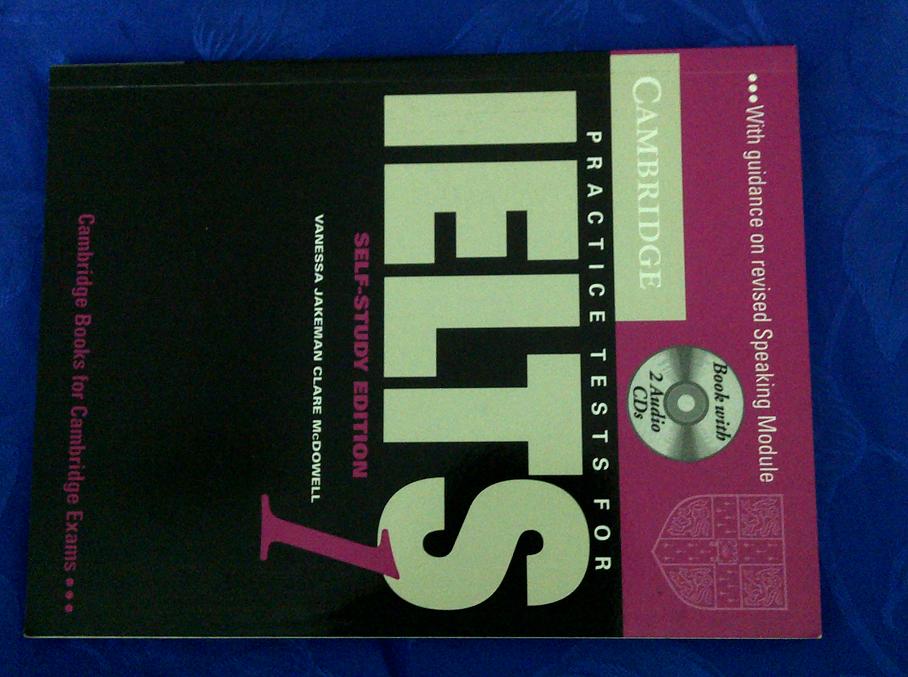 •••With guidance on revised Speaking Module
CAMBRIDGE
Book with
2 Audio
CDs
PRACTICE TESTS FOR
IELTS
1
SELF-STUDY EDITION
VANESSA JAKEMAN CLARE McDOWELL
Cambridge Books for Cambridge Exams •••